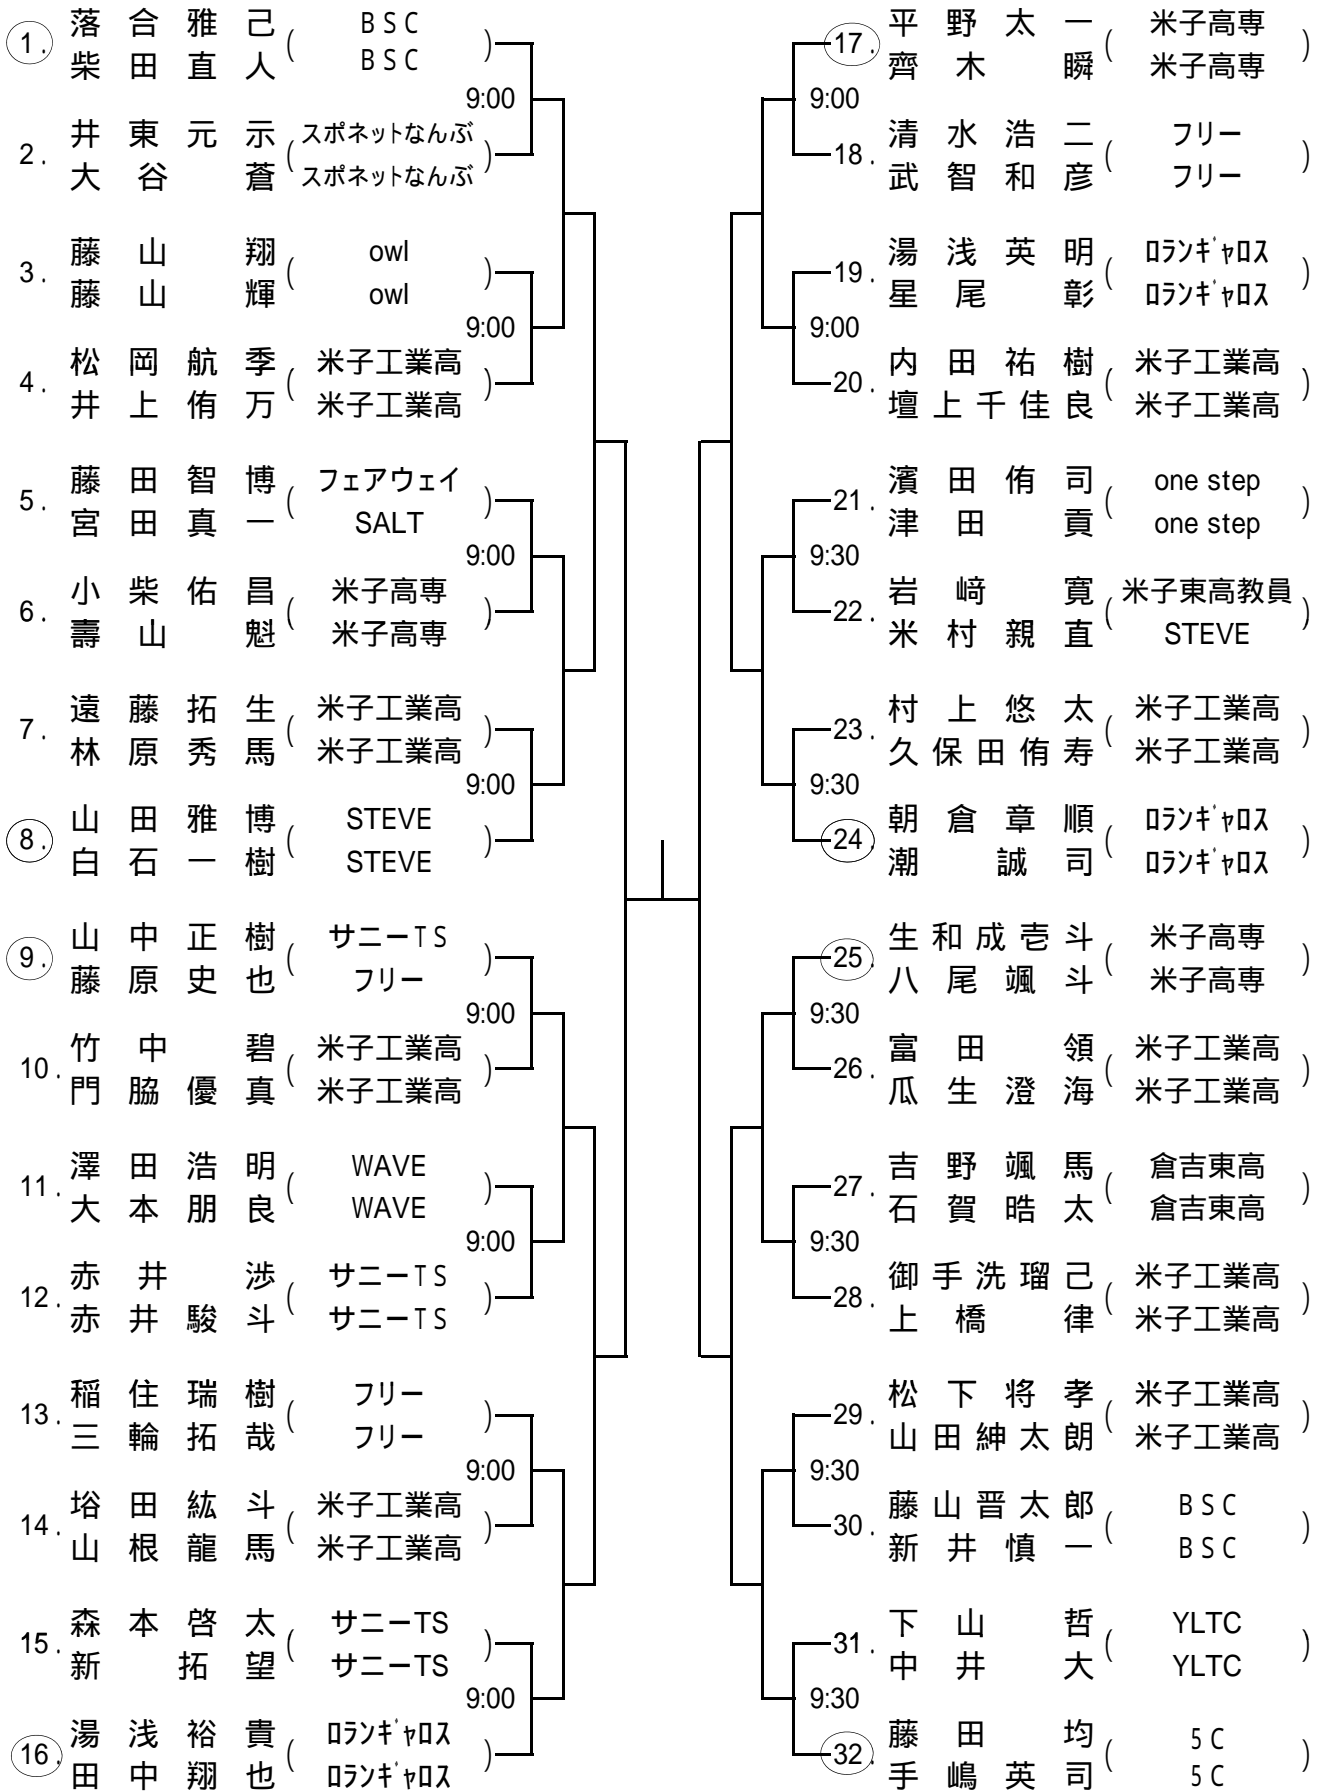 1. 落合雅己 ( BSC )
柴田直人 BSC
9:00
2. 井東元示 ( スポネットなんぶ )
大谷蒼 スポネットなんぶ
3. 藤山翔 ( owl )
藤山輝 owl
9:00
4. 松岡航季 ( 米子工業高 )
井上侑万 米子工業高
5. 藤田智博 ( フェアウェイ )
宮田真一 SALT
9:00
6. 小柴佑昌 ( 米子高専 )
壽山魁 米子高専
7. 遠藤拓生 ( 米子工業高 )
林原秀馬 米子工業高
9:00
8. 山田雅博 ( STEVE )
白石一樹 STEVE
9. 山中正樹 ( サニーTS )
藤原史也 フリー
9:00
10. 竹中碧 ( 米子工業高 )
門脇優真 米子工業高
11. 澤田浩明 ( WAVE )
大本朋良 WAVE
9:00
12. 赤井渉 ( サニーTS )
赤井駿斗 サニーTS
13. 稲住瑞樹 ( フリー )
三輪拓哉 フリー
9:00
14. 塔田紘斗 ( 米子工業高 )
山根龍馬 米子工業高
15. 森本啓太 ( サニーTS )
新拓望 サニーTS
9:00
16. 湯浅裕貴 ( ﾛﾗﾝｷﾞｬﾛｽ )
田中翔也 ﾛﾗﾝｷﾞｬﾛｽ
17. 平野太一 ( 米子高専 )
齊木瞬 米子高専
9:00
18. 清水浩二 ( フリー )
武智和彦 フリー
19. 湯浅英明 ( ﾛﾗﾝｷﾞｬﾛｽ )
星尾彰 ﾛﾗﾝｷﾞｬﾛｽ
9:00
20. 内田祐樹 ( 米子工業高 )
壇上千佳良 米子工業高
21. 濱田侑司 ( one step )
津田貢 one step
9:30
22. 岩﨑寛 ( 米子東高教員 )
米村親直 STEVE
23. 村上悠太 ( 米子工業高 )
久保田侑寿 米子工業高
9:30
24. 朝倉章順 ( ﾛﾗﾝｷﾞｬﾛｽ )
潮誠司 ﾛﾗﾝｷﾞｬﾛｽ
25. 生和成壱斗 ( 米子高専 )
八尾颯斗 米子高専
9:30
26. 富田領 ( 米子工業高 )
瓜生澄海 米子工業高
27. 吉野颯馬 ( 倉吉東高 )
石賀晧太 倉吉東高
9:30
28. 御手洗瑠己 ( 米子工業高 )
上橋律 米子工業高
29. 松下将孝 ( 米子工業高 )
山田紳太朗 米子工業高
9:30
30. 藤山晋太郎 ( BSC )
新井慎一 BSC
31. 下山哲 ( YLTC )
中井大 YLTC
9:30
32. 藤田均 ( 5C )
手嶋英司 5C